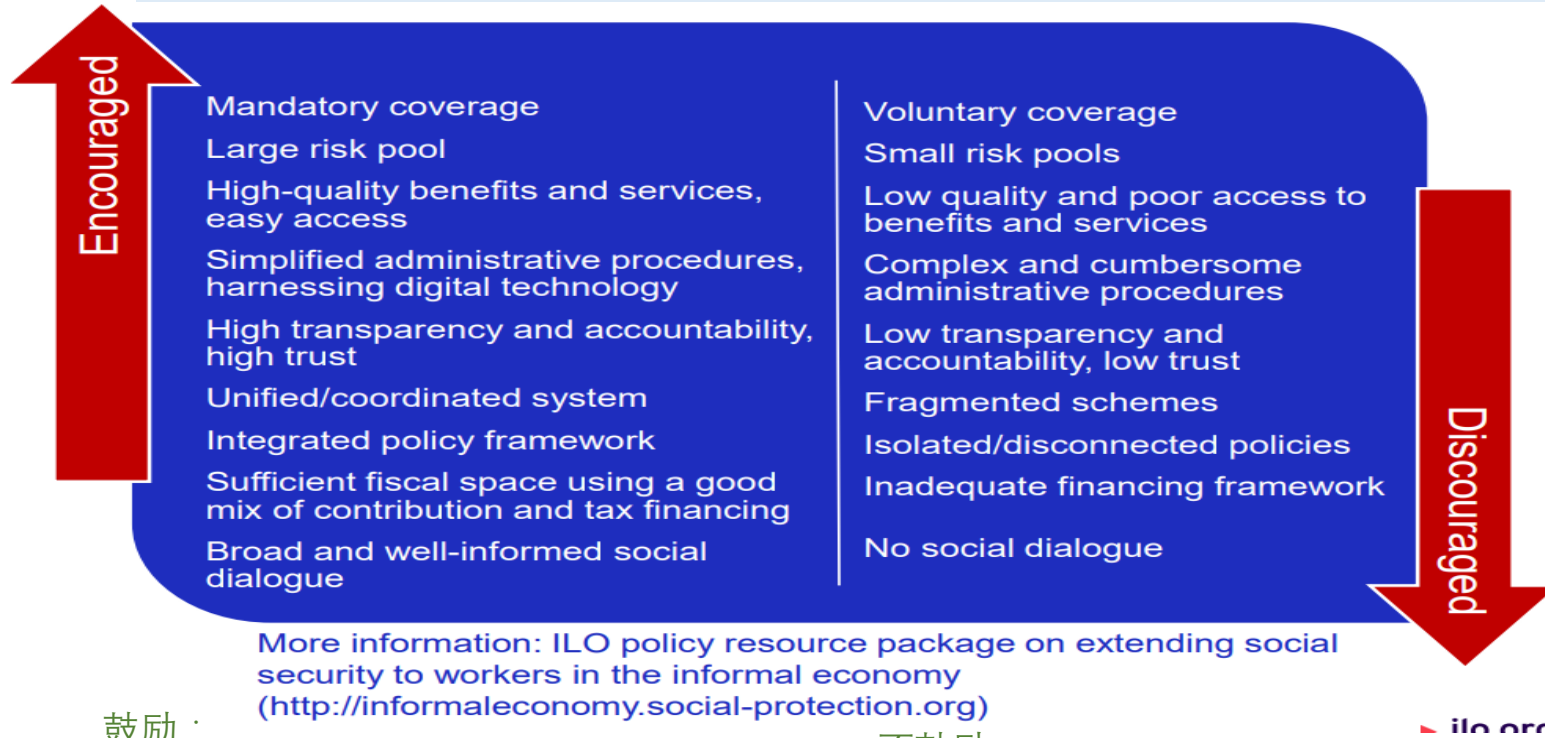 Encouraged
Mandatory coverage
Large risk pool
High-quality benefits and services,
easy access
Simplified administrative procedures,
harnessing digital technology
High transparency and accountability,
high trust
Unified/coordinated system
Integrated policy framework
Sufficient fiscal space using a good
mix of contribution and tax financing
Broad and well-informed social
dialogue
Voluntary coverage
Small risk pools
Low quality and poor access to
benefits and services
Complex and cumbersome
administrative procedures
Low transparency and
accountability, low trust
Fragmented schemes
Isolated/disconnected policies
Inadequate financing framework
No social dialogue
Discouraged
More information: ILO policy resource package on extending social
security to workers in the informal economy
(http://informaleconomy.social-protection.org)
鼓励：